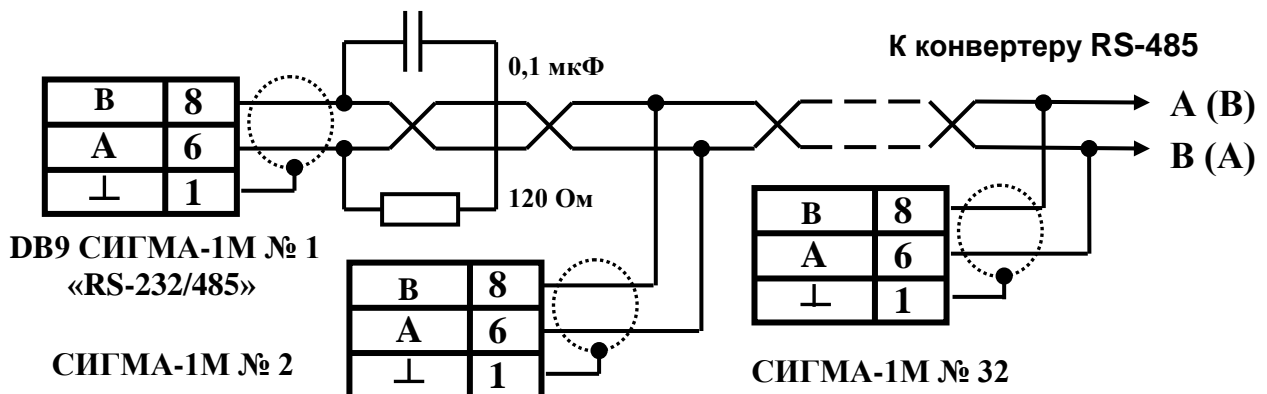 К конвертеру RS-485
0,1 мкФ
B 8
A 6
⊥ 1
A (B)
B (A)
120 Ом
DB9 СИГМА-1М № 1
«RS-232/485»
B 8
A 6
⊥ 1
СИГМА-1М № 2
B 8
A 6
⊥ 1
СИГМА-1М № 32